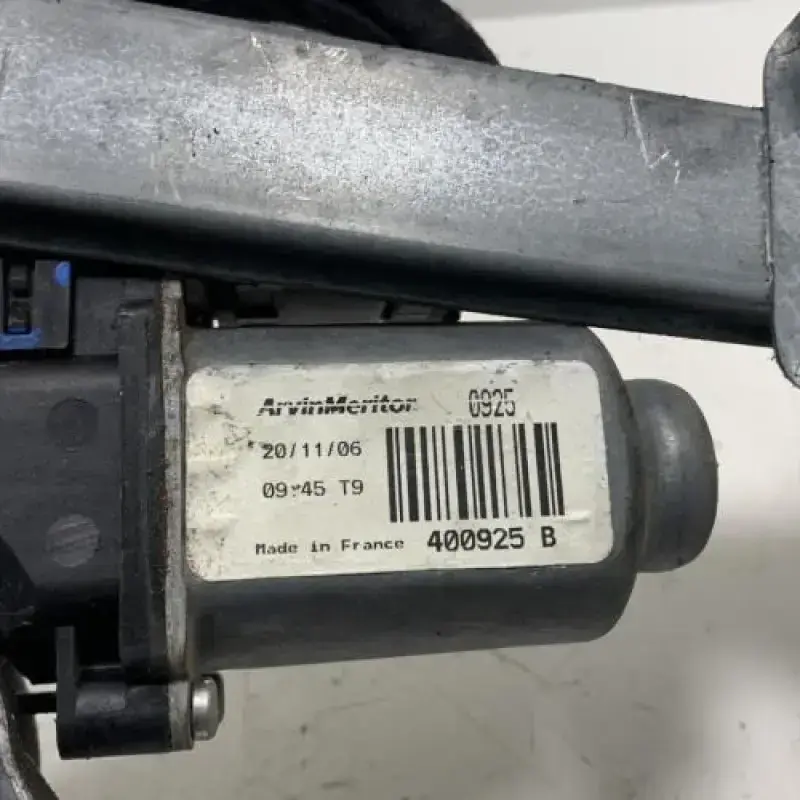 ArvinMeritor 0925
20/11/06
09:45 T9
Made in France 400925 B